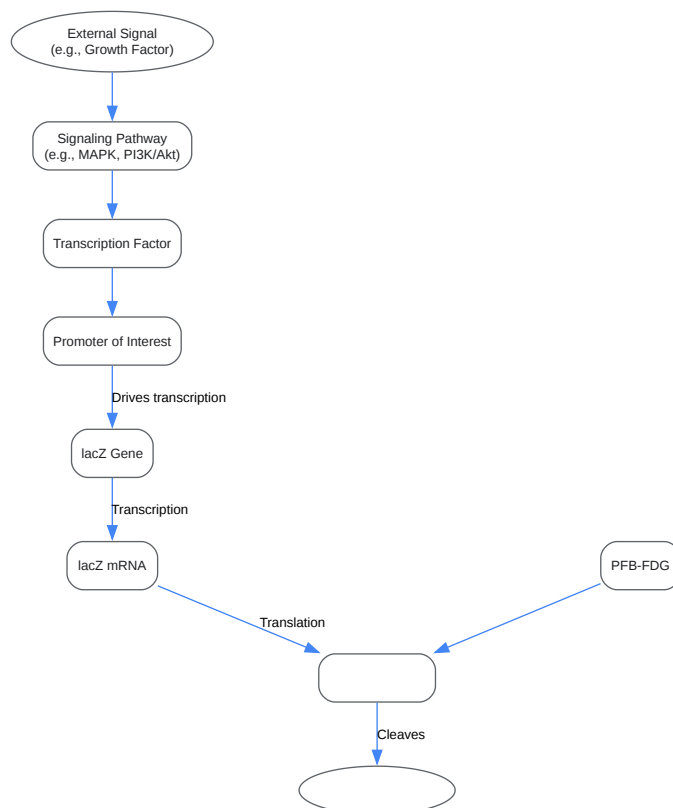 External Signal
(e.g., Growth Factor)
Signaling Pathway
(e.g., MAPK, PI3K/Akt)
Transcription Factor
Promoter of Interest
Drives transcription
lacZ Gene
Transcription
lacZ mRNA
PFB-FDG
Translation
Cleaves